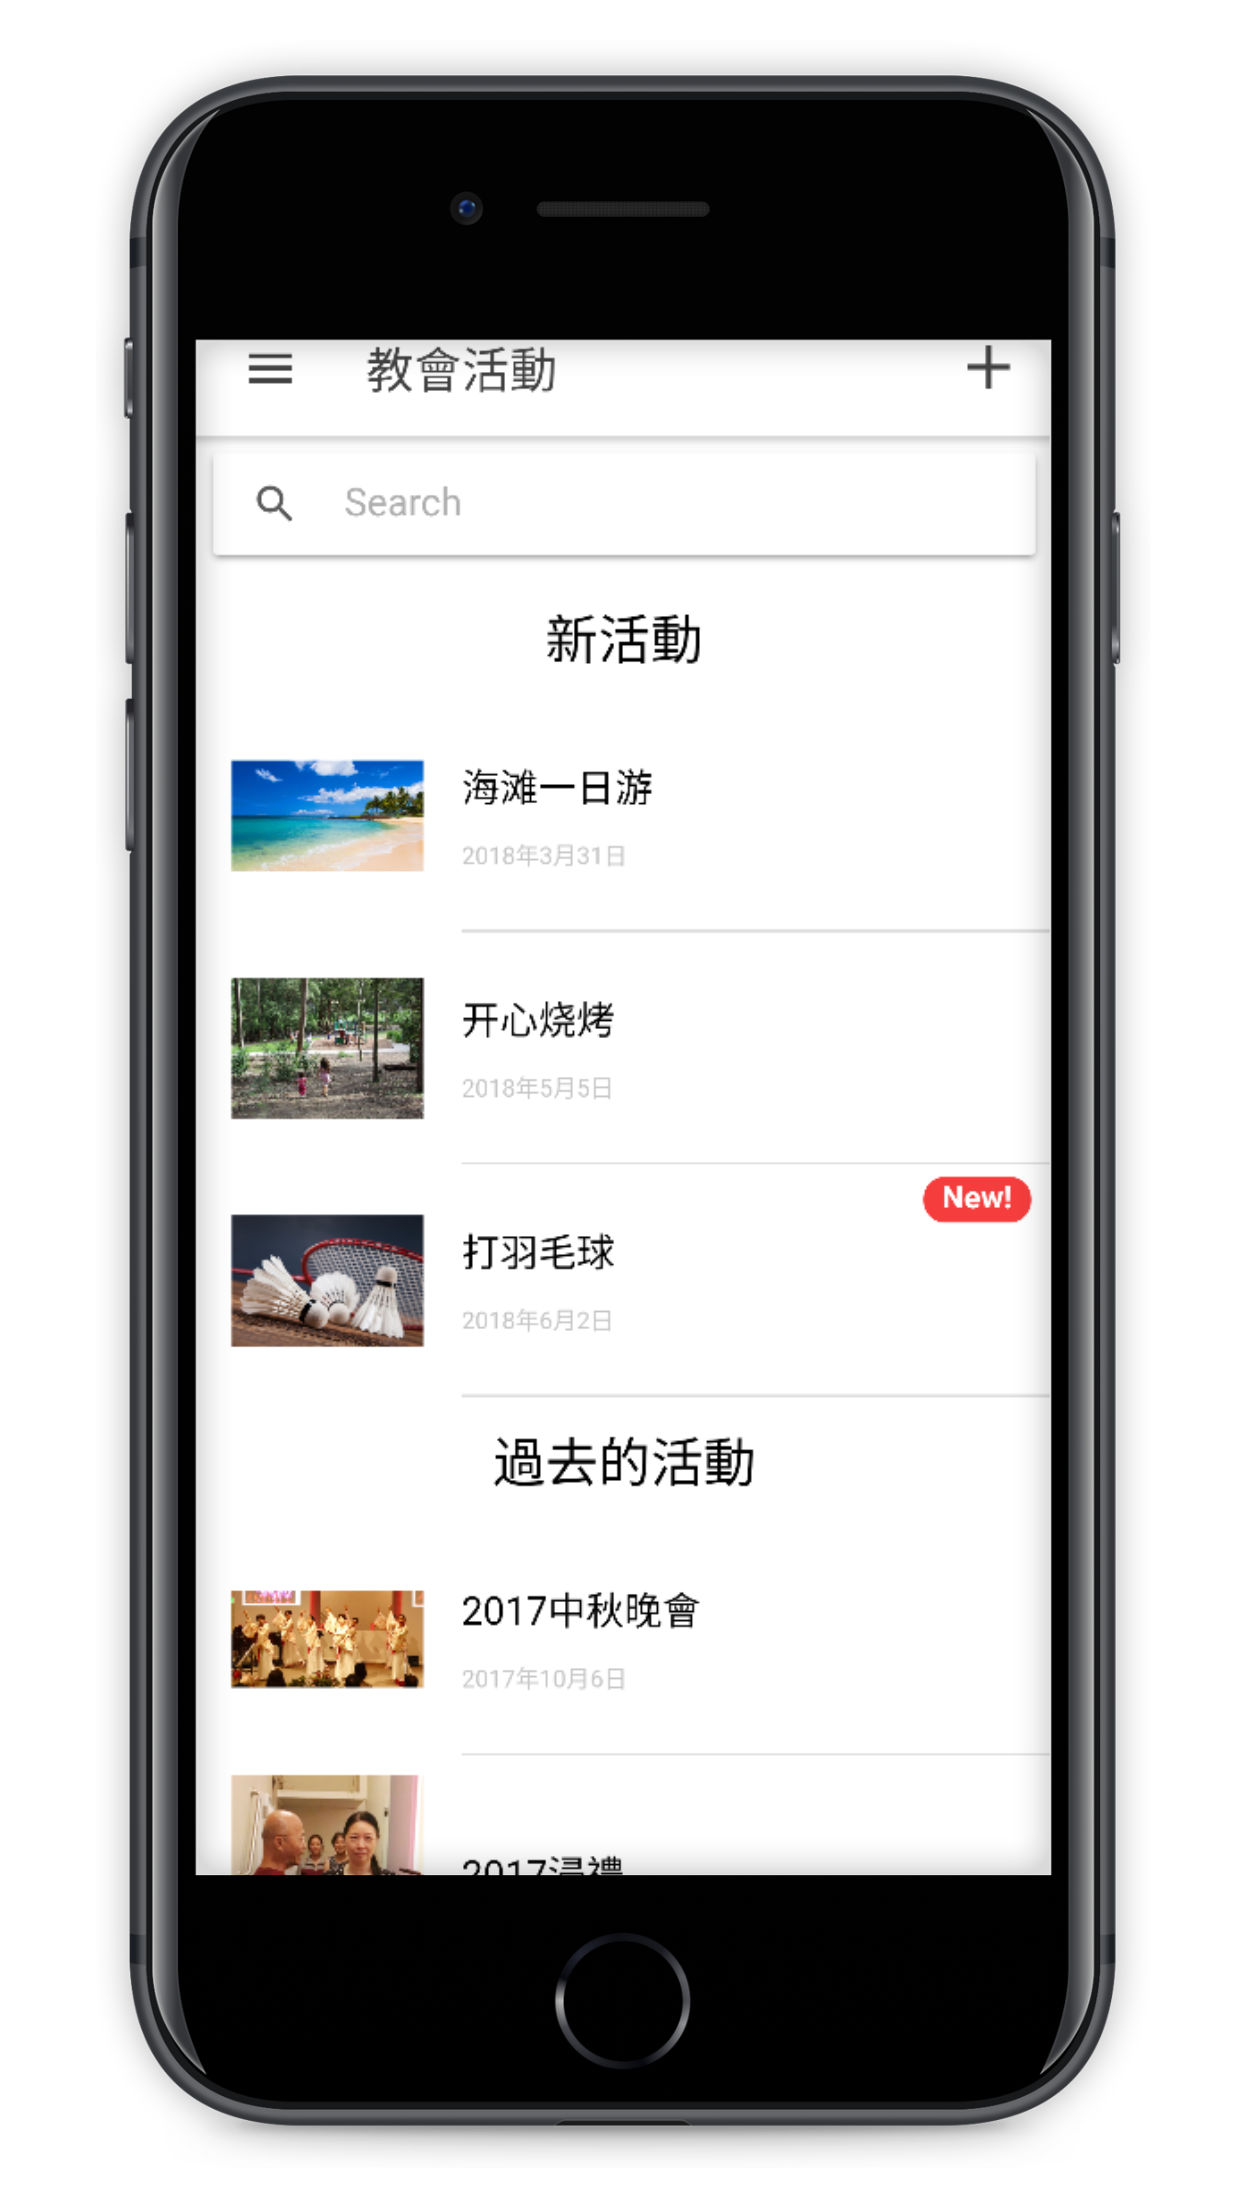 教會活動
Search
新活動
海滩一日游
2018年3月31日
开心烧烤
2018年5月5日
New!
打羽毛球
2018年6月2日
過去的活動
2017中秋晚會
2017年10月6日
2017浸禮